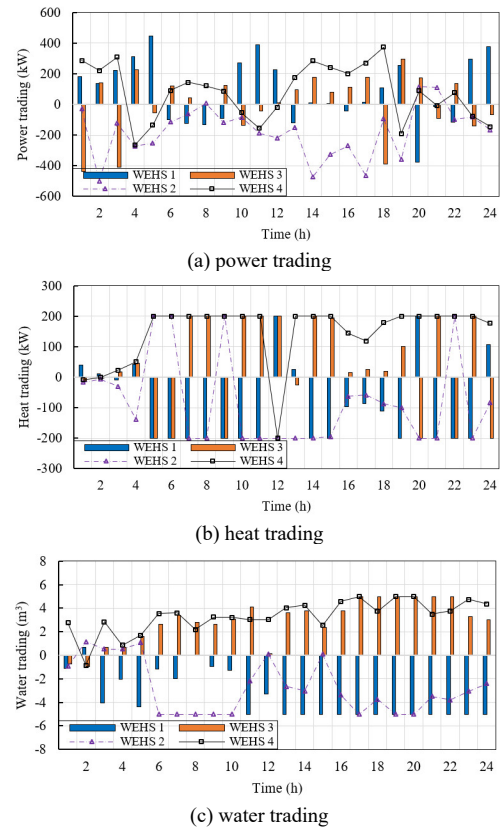 600
400
200
0
-200
-400
-600
Power trading (kW)
WEHS 1 WEHS 3
WEHS 2 WEHS 4
2 4 6 8 10 12 14 16 18 20 22 24
Time (h)
(a) power trading
300
200
100
0
-100
-200
-300
Heat trading (kW)
WEHS 1 WEHS 3
WEHS 2 WEHS 4
2 4 6 8 10 12 14 16 18 20 22 24
Time (h)
(b) heat trading
8
6
4
2
0
-2
-4
-6
-8
Water trading (m³)
WEHS 1 WEHS 3
WEHS 2 WEHS 4
2 4 6 8 10 12 14 16 18 20 22 24
Time (h)
(c) water trading